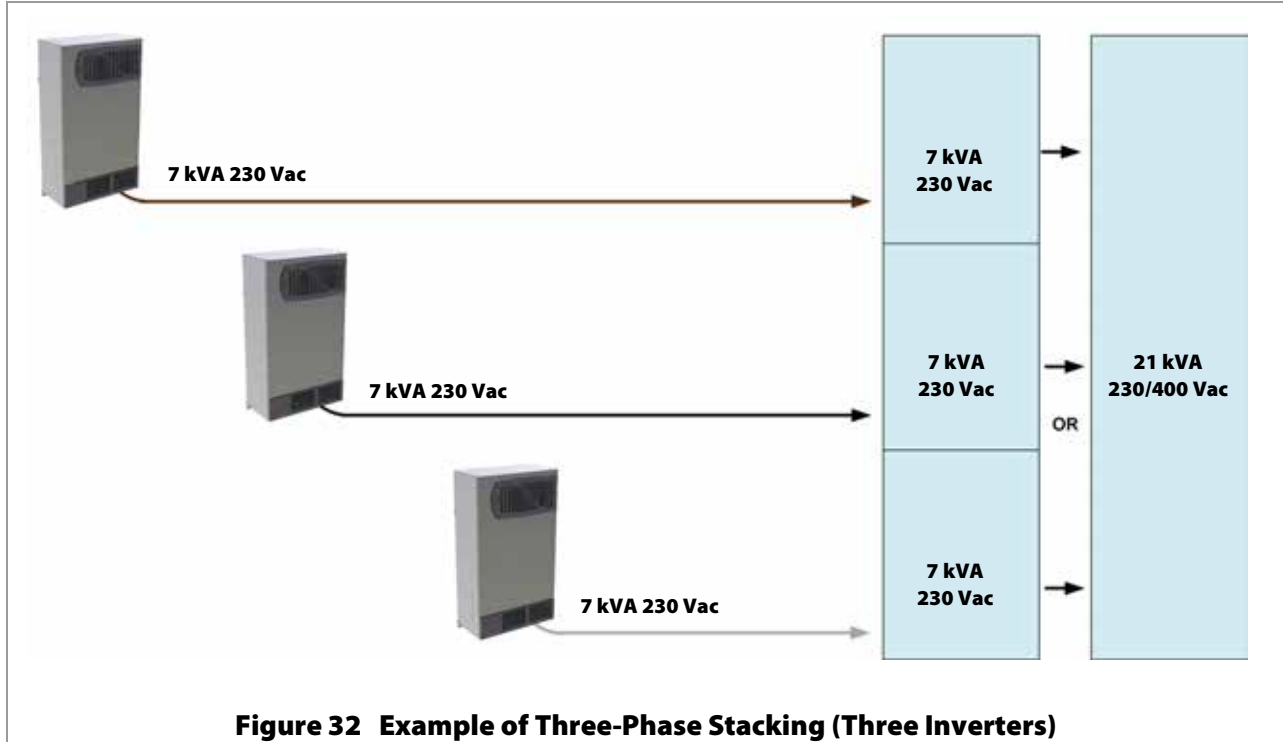 7 kVA 230 Vac
7 kVA
230 Vac
7 kVA 230 Vac
7 kVA
230 Vac
OR
21 kVA
230/400 Vac
7 kVA 230 Vac
7 kVA
230 Vac
Figure 32 Example of Three-Phase Stacking (Three Inverters)